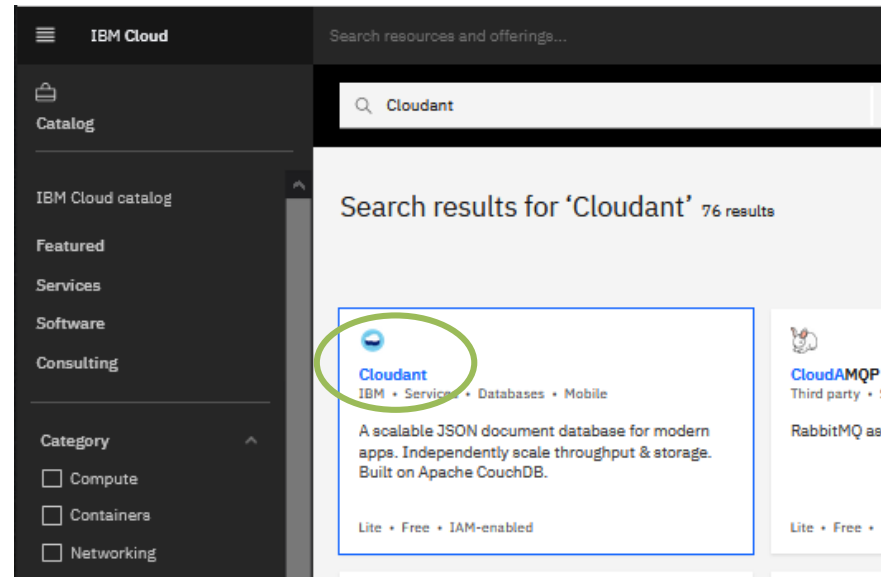 IBM Cloud
Search resources and offerings...
Catalog
Cloudant
IBM Cloud catalog
Featured
Services
Software
Consulting
Category
Compute
Containers
Networking
Search results for ‘Cloudant’ 76 results
Cloudant
IBM • Services • Databases • Mobile
A scalable JSON document database for modern
apps. Independently scale throughput & storage.
Built on Apache CouchDB.
Lite • Free • IAM-enabled
CloudAMQP
Third party •
RabbitMQ as
Lite • Free •